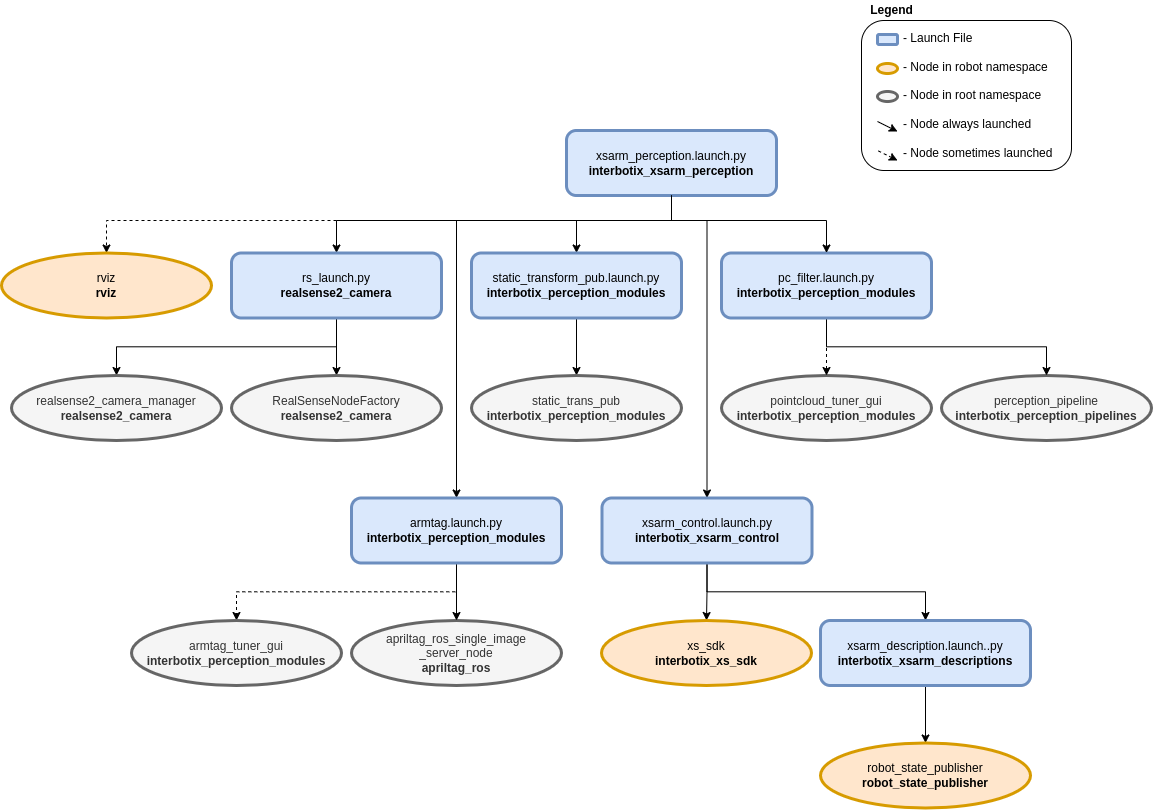 Legend
- Launch File
- Node in robot namespace
- Node in root namespace
- Node always launched
- Node sometimes launched
xsarm_perception.launch.py
interbotix_xsarm_perception
rviz
rviz
rs_launch.py
realsense2_camera
static_transform_pub.launch.py
interbotix_perception_modules
pc_filter.launch.py
interbotix_perception_modules
realsense2_camera_manager
realsense2_camera
RealSenseNodeFactory
realsense2_camera
static_trans_pub
interbotix_perception_modules
pointcloud_tuner_gui
interbotix_perception_modules
perception_pipeline
interbotix_perception_pipelines
armtag.launch.py
interbotix_perception_modules
xsarm_control.launch.py
interbotix_xsarm_control
armtag_tuner_gui
interbotix_perception_modules
apriltag_ros_single_image
_server_node
apriltag_ros
xs_sdk
interbotix_xs_sdk
xsarm_description.launch..py
interbotix_xsarm_descriptions
robot_state_publisher
robot_state_publisher